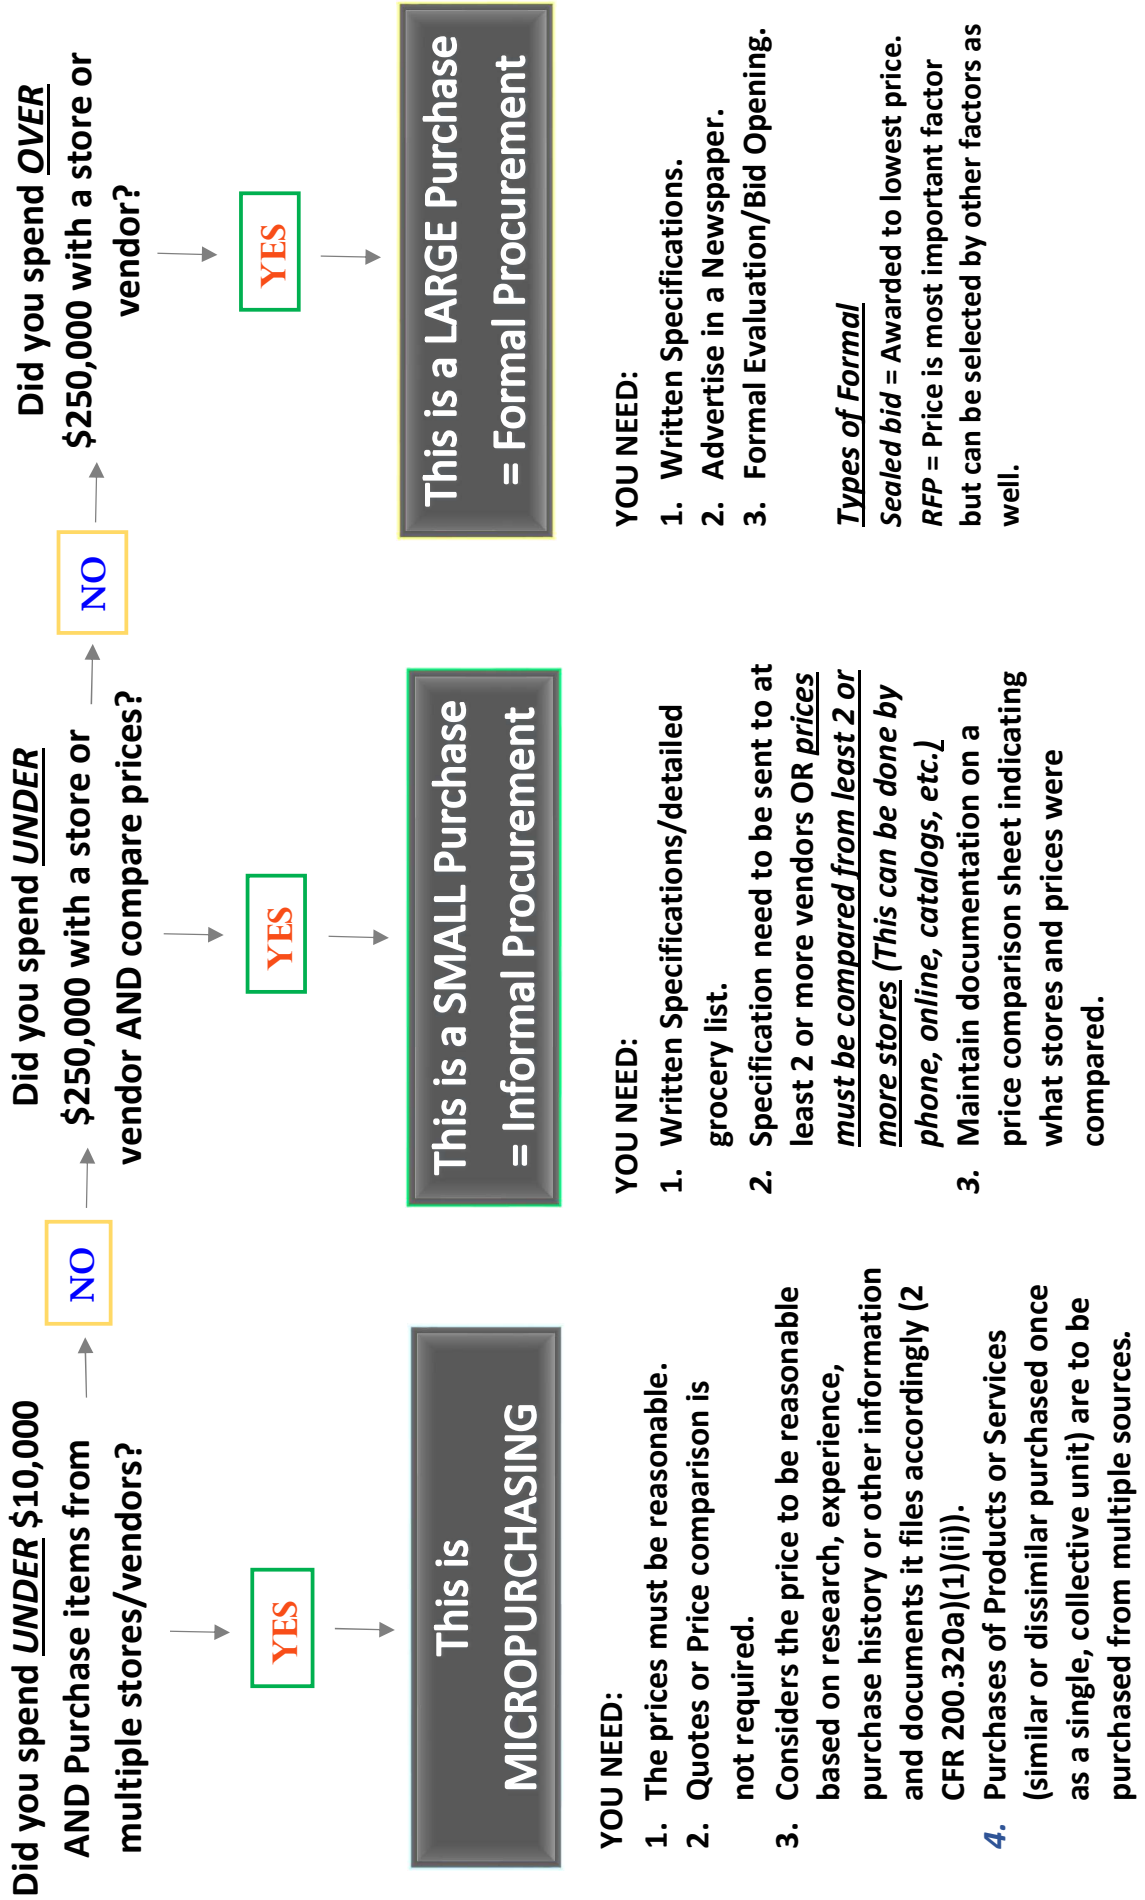 Did you spend UNDER $10,000
AND Purchase items from
multiple stores/vendors?
YES
This is
MICROPURCHASING
YOU NEED:
1. The prices must be reasonable.
2. Quotes or Price comparison is
not required.
3. Considers the price to be reasonable
based on research, experience,
purchase history or other information
and documents it files accordingly (2
CFR 200.320a)(1)(ii)).
4. Purchases of Products or Services
(similar or dissimilar purchased once
as a single, collective unit) are to be
purchased from multiple sources.
NO
Did you spend UNDER
$250,000 with a store or
vendor AND compare prices?
YES
This is a SMALL Purchase
= Informal Procurement
YOU NEED:
1. Written Specifications/detailed
grocery list.
2. Specification need to be sent to at
least 2 or more vendors OR prices
must be compared from least 2 or
more stores (This can be done by
phone, online, catalogs, etc.)
3. Maintain documentation on a
price comparison sheet indicating
what stores and prices were
compared.
NO
Did you spend OVER
$250,000 with a store or
vendor?
YES
This is a LARGE Purchase
= Formal Procurement
YOU NEED:
1. Written Specifications.
2. Advertise in a Newspaper.
3. Formal Evaluation/Bid Opening.
Types of Formal
Sealed bid = Awarded to lowest price.
RFP = Price is most important factor
but can be selected by other factors as
well.